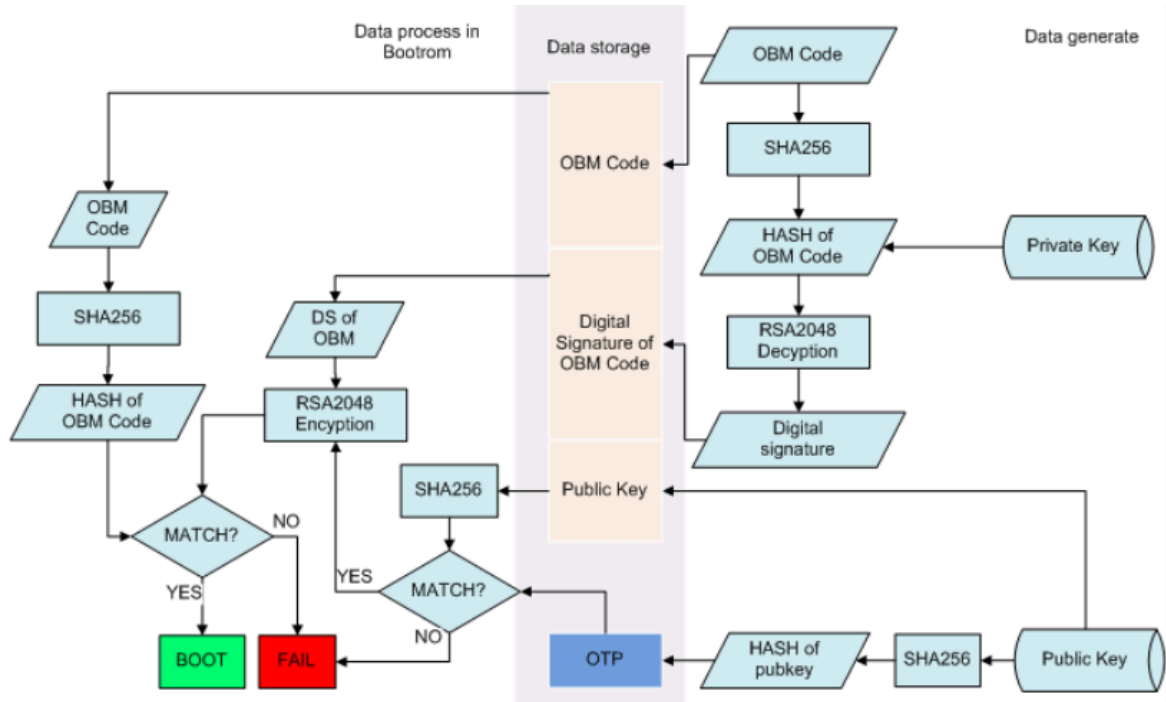 Data process in
Bootrom
Data storage
Data generate
OBM Code
SHA256
OBM Code
OBM
Code
HASH of
OBM Code
Private Key
SHA256
DS of
OBM
Digital
Signature of
OBM Code
RSA2048
Decyption
HASH of
OBM Code
RSA2048
Encyption
Digital
signature
SHA256
Public Key
MATCH?
NO
YES
MATCH?
YES
NO
BOOT
FAIL
OTP
HASH of
pubkey
SHA256
Public Key